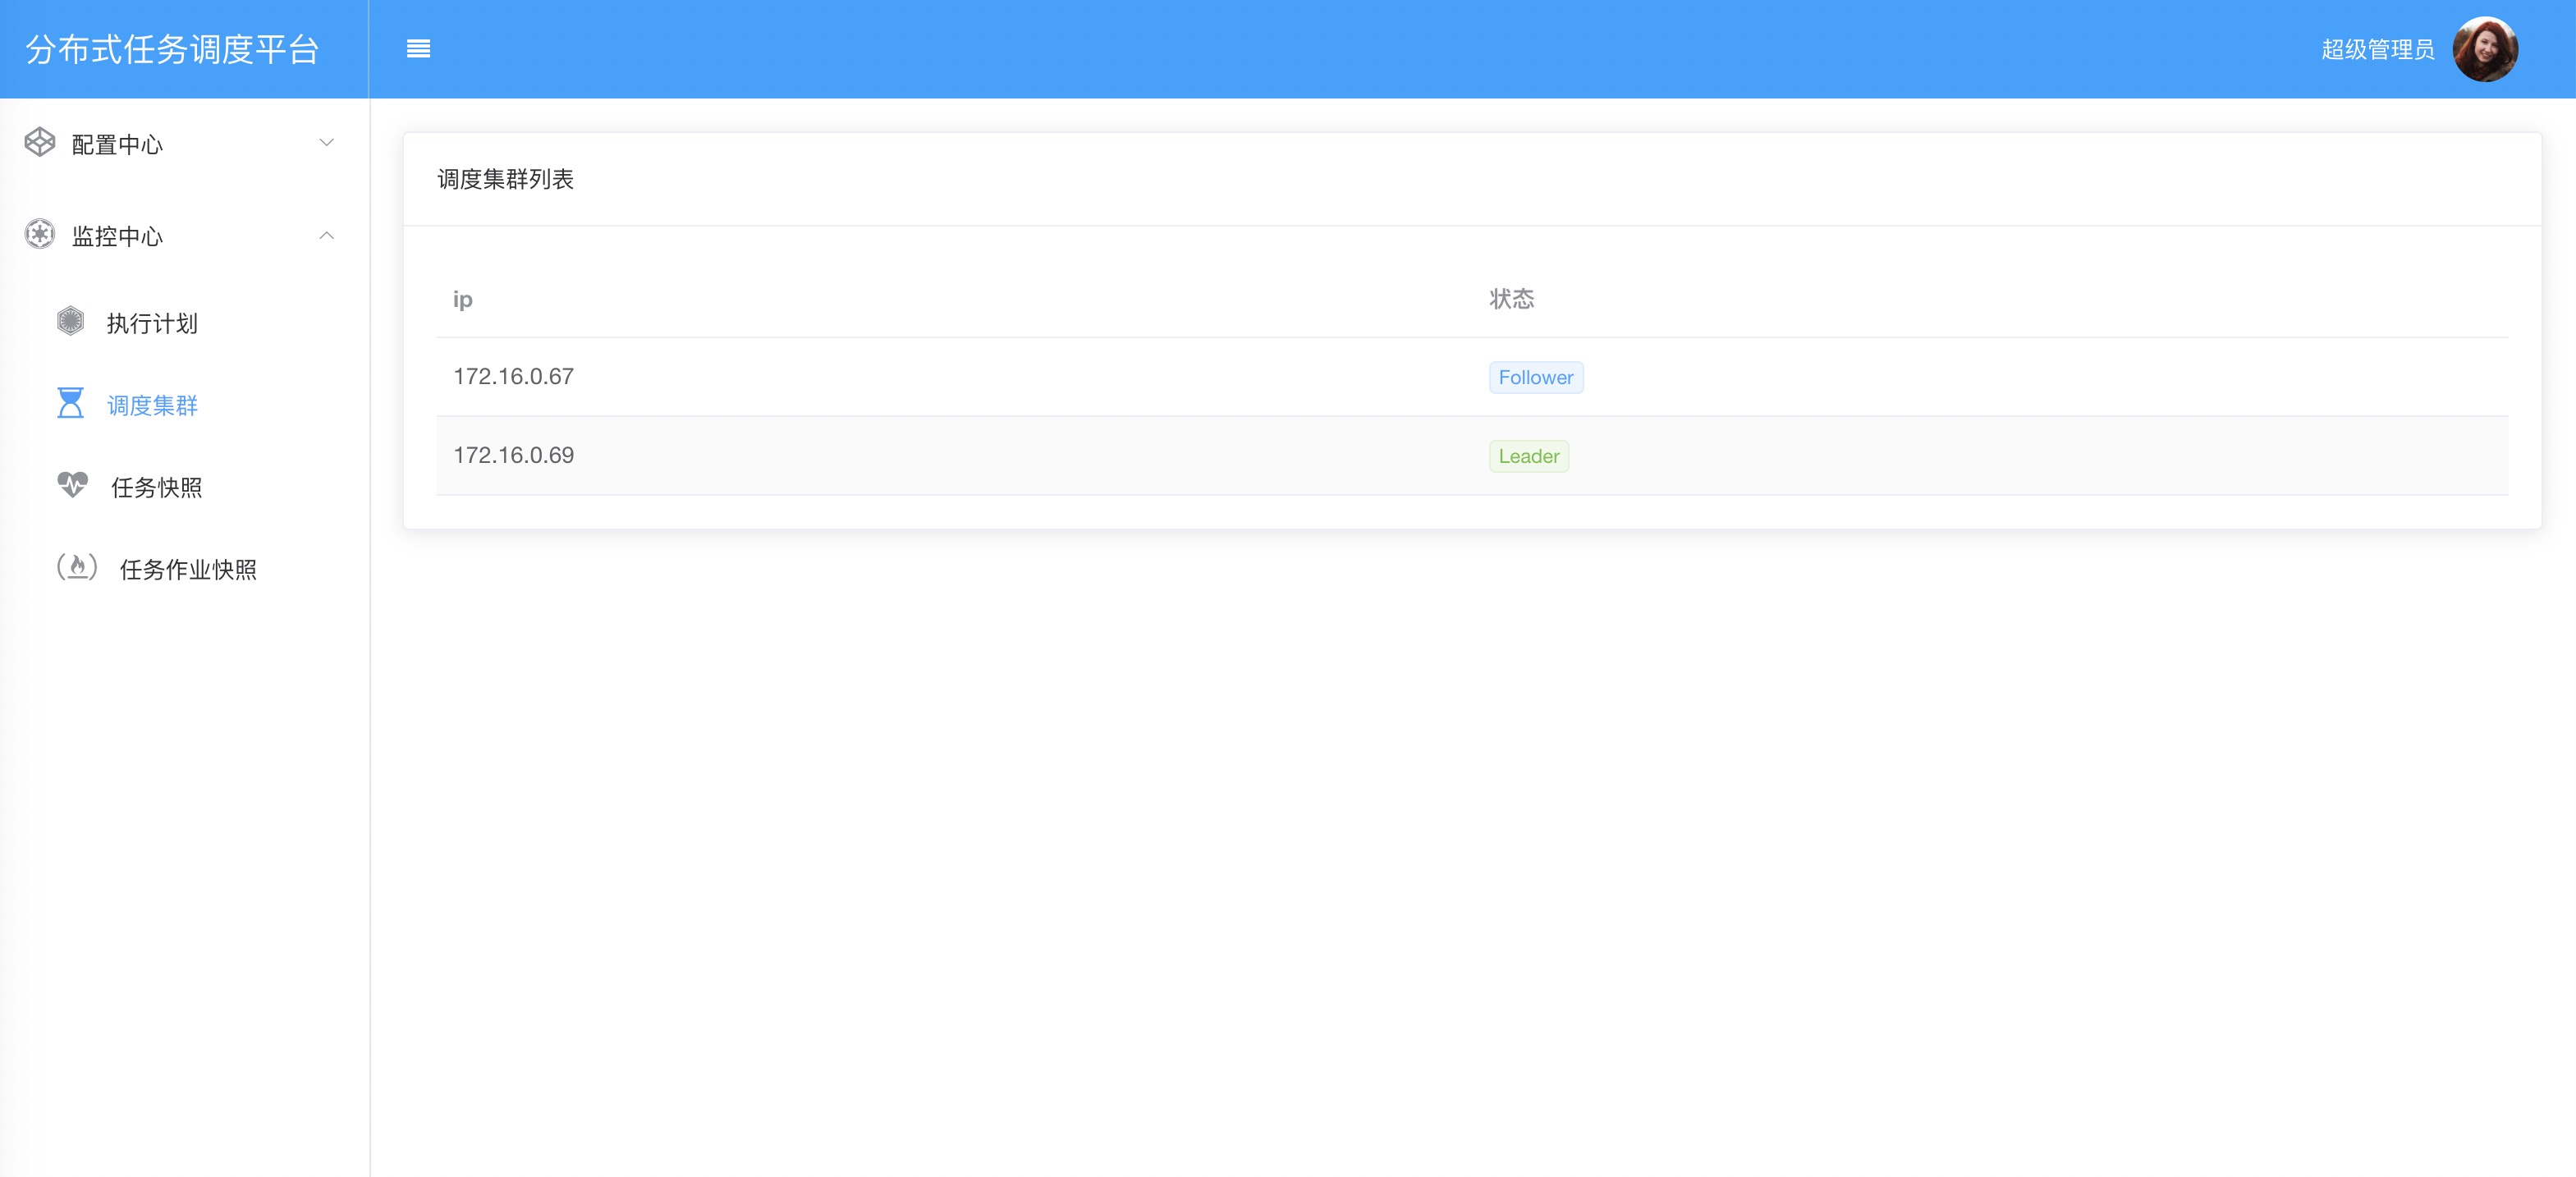 分布式任务调度平台
超级管理员
配置中心
监控中心
执行计划
调度集群
任务快照
任务作业快照
调度集群列表
ip 状态
172.16.0.67 Follower
172.16.0.69 Leader